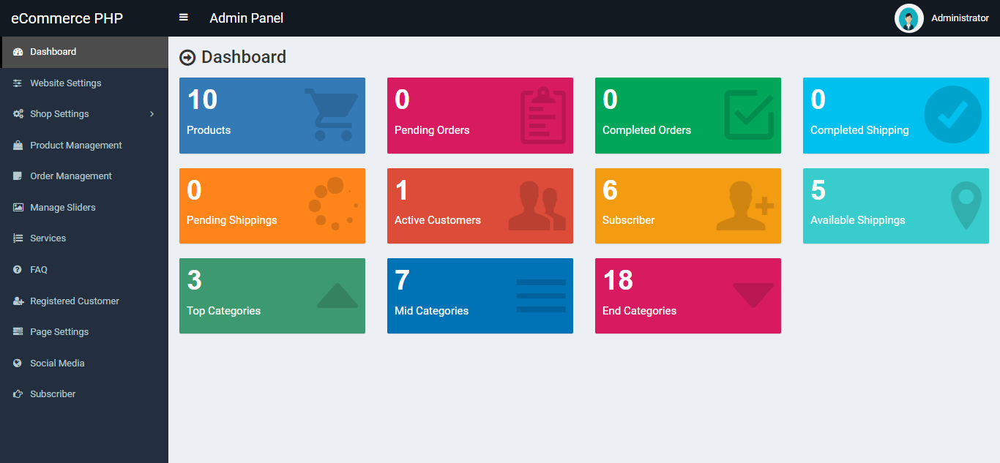 eCommerce PHP
Admin Panel
Administrator
Dashboard
Website Settings
Shop Settings
Product Management
Order Management
Manage Sliders
Services
FAQ
Registered Customer
Page Settings
Social Media
Subscriber
Dashboard
10
Products
0
Pending Orders
0
Completed Orders
0
Completed Shipping
0
Pending Shippings
1
Active Customers
6
Subscriber
5
Available Shippings
3
Top Categories
7
Mid Categories
18
End Categories